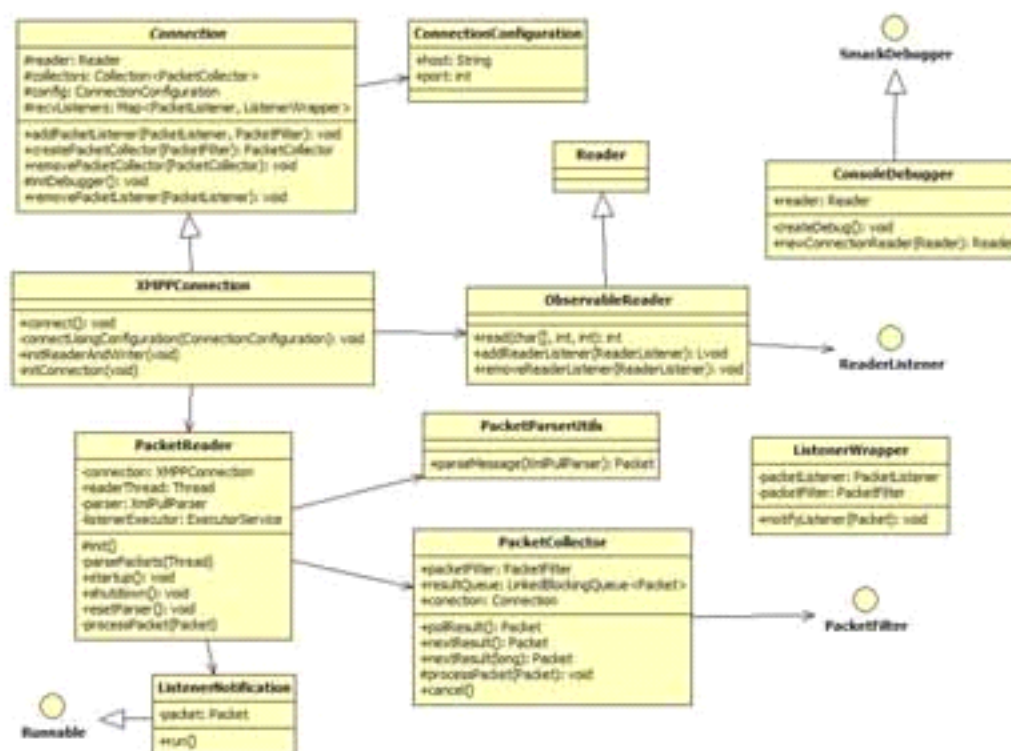 Connection
#reader: Reader
#collectors: Collection<PacketCollector>
#config: ConnectionConfiguration
#recvListeners: Map<PacketListener, ListenerWrapper>
+addPacketListener(PacketListener, PacketFilter): void
+createPacketCollector(PacketFilter): PacketCollector
+removePacketCollector(PacketCollector): void
#initDebugger(): void
+removePacketListener(PacketListener): void
ConnectionConfiguration
+host: String
+port: int
SmackDebugger
Reader
ConsoleDebugger
+reader: Reader
-createDebug(): void
+newConnectionReader(Reader): Reader
XMPPConnection
+connect(): void
-connectUsingConfiguration(ConnectionConfiguration): void
+initReaderAndWriter(void)
#initConnection(void)
ObservableReader
+read(char[], int, int): int
+addReaderListener(ReaderListener): Lvoid
+removeReaderListener(ReaderListener): void
ReaderListener
PacketReader
-connection: XMPPConnection
+readerThread: Thread
-parser: XmlPullParser
-listenerExecutor: ExecutorService
#init()
-parsePackets(Thread)
+startup(): void
+shutdown(): void
+resetParser(): void
-processPacket(Packet)
PacketParserUtils
+parseMessage(XmlPullParser): Packet
ListenerWrapper
-packetListener: PacketListener
-packetFilter: PacketFilter
+notifyListener(Packet): void
PacketCollector
+packetFilter: PacketFilter
+resultQueue: LinkedBlockingQueue<Packet>
+conection: Connection
+pollResult(): Packet
+nextResult(): Packet
+nextResult(long): Packet
#processPacket(Packet): void
+cancel()
PacketFilter
ListenerNotification
-packet: Packet
+run()
Runnable